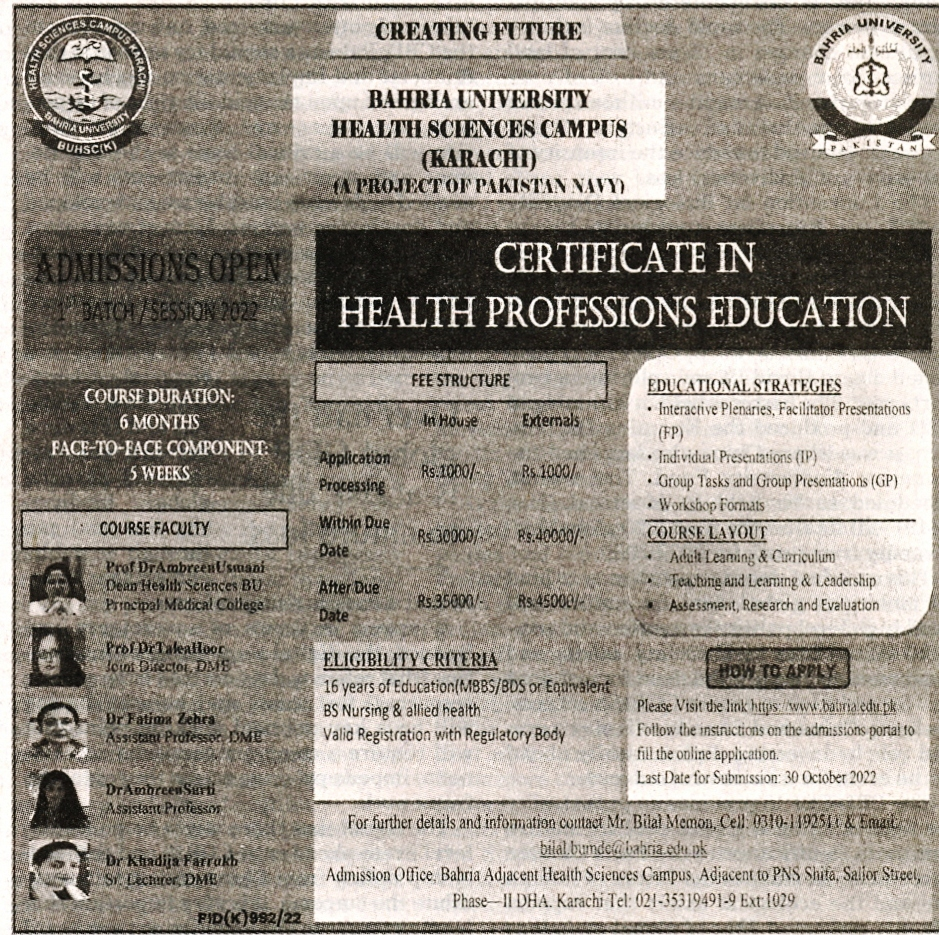 HEALTH SCIENCES CAMPUS KARACHI
BAHRIA UNIVERSITY
BUHSC(K)
CREATING FUTURE
BAHRIA UNIVERSITY
HEALTH SCIENCES CAMPUS
(KARACHI)
(A PROJECT OF PAKISTAN NAVY)
BAHRIA UNIVERSITY
PAKISTAN
ADMISSIONS OPEN
1 BATCH / SESSION 2022
CERTIFICATE IN
HEALTH PROFESSIONS EDUCATION
COURSE DURATION:
6 MONTHS
FACE-TO-FACE COMPONENT:
5 WEEKS
COURSE FACULTY
Prof DrAmbreenUsmani
Dean Health Sciences BU
Principal Medical College
Prof DrTaleaHoor
Joint Director, DME
Dr Fatima Zehra
Assistant Professor, DME
DrAmbreenSurti
Assistant Professor
Dr Khadija Farrukh
Sr. Lecturer, DME
PID(K)992/22
FEE STRUCTURE
In House Externals
Application
Processing Rs.1000/- Rs.1000/-
Within Due
Date Rs.30000/- Rs.40000/-
After Due
Date Rs.35000/- Rs.45000/-
ELIGIBILITY CRITERIA
16 years of Education(MBBS/BDS or Equivalent
BS Nursing & allied health
Valid Registration with Regulatory Body
EDUCATIONAL STRATEGIES
• Interactive Plenaries, Facilitator Presentations
(FP)
• Individual Presentations (IP)
• Group Tasks and Group Presentations (GP)
• Workshop Formats
COURSE LAYOUT
• Adult Learning & Curriculum
• Teaching and Learning & Leadership
• Assessment, Research and Evaluation
HOW TO APPLY
Please Visit the link https://www.bahria.edu.pk
Follow the instructions on the admissions portal to
fill the online application.
Last Date for Submission: 30 October 2022
For further details and information contact Mr. Bilal Memon, Cell: 0310-1192511 & Email:
bilal.bumdc@bahria.edu.pk
Admission Office, Bahria Adjacent Health Sciences Campus, Adjacent to PNS Shifa, Sailor Street,
Phase—II DHA. Karachi Tel: 021-35319491-9 Ext:1029